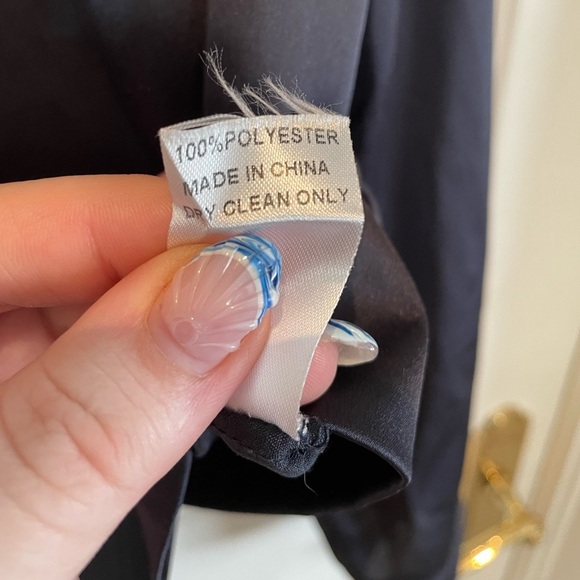 100%POLYESTER
MADE IN CHINA
DRY CLEAN ONLY